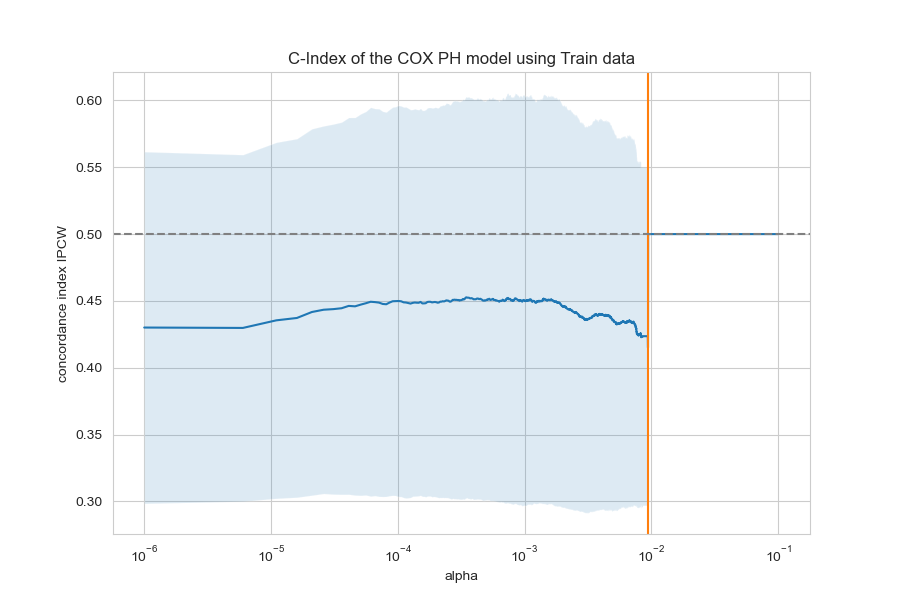 C-Index of the COX PH model using Train data
concordance index IPCW
0.60
0.55
0.50
0.45
0.40
0.35
0.30
10⁻⁶ 10⁻⁵ 10⁻⁴ 10⁻³ 10⁻² 10⁻¹
alpha